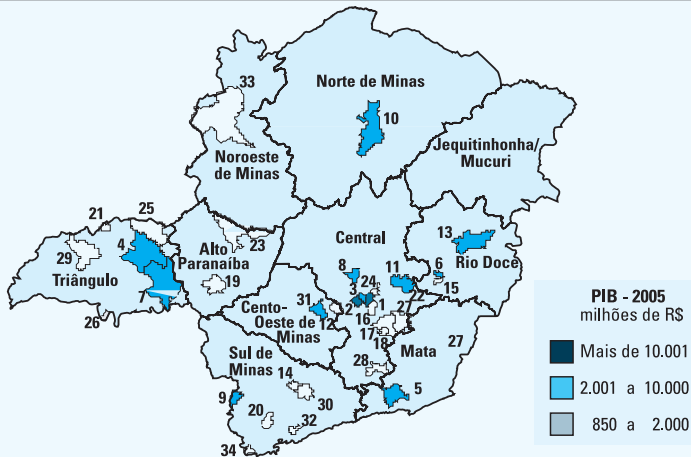 33
Norte de Minas
10
Jequitinhonha/
Mucuri
Noroeste
de Minas
21
25
4
29
Triângulo
7
26
Alto
Paranaíba
23
19
Central
13
6
Rio Doce
15
8
11
3
24
2
1
22
27
16
17
18
31
12
Cento-
Oeste de
Minas
28
Mata
27
5
Sul de
Minas
14
9
30
20
32
34
PIB - 2005
milhões de R$
Mais de 10.001
2.001 a 10.000
850 a 2.000